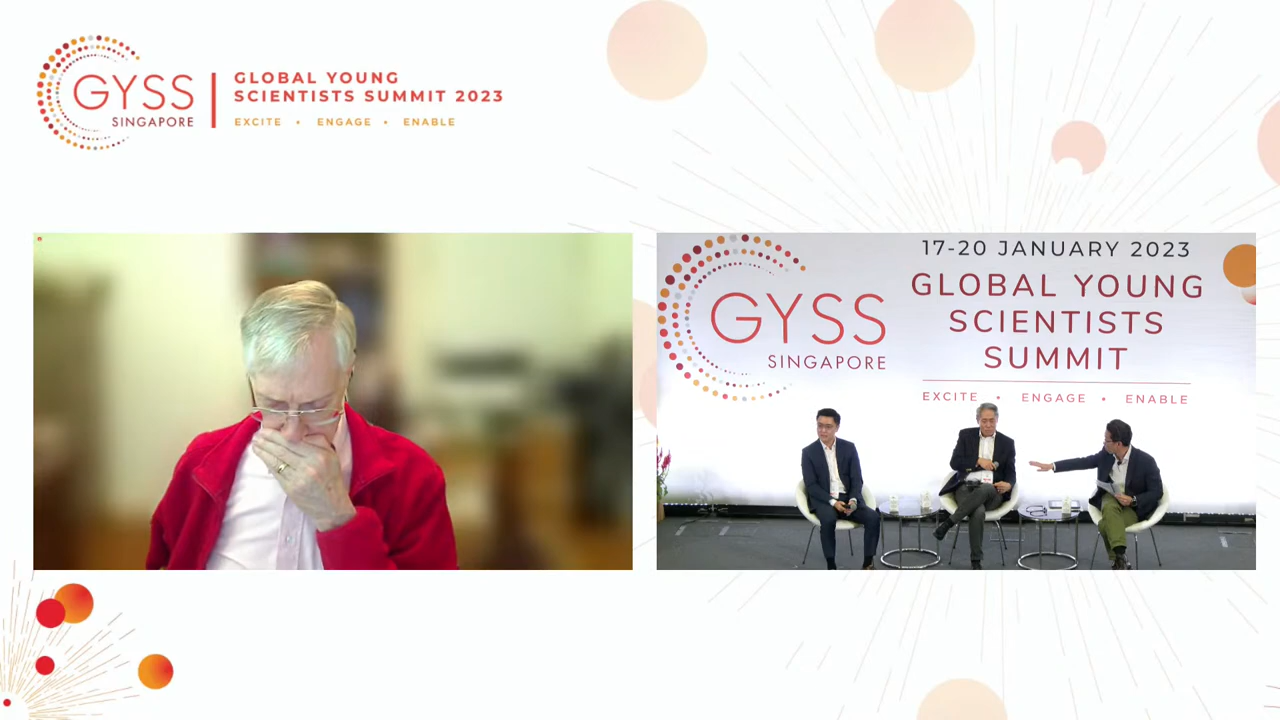 GYSS
SINGAPORE
GLOBAL YOUNG
SCIENTISTS SUMMIT 2023
EXCITE • ENGAGE • ENABLE
17-20 JANUARY 2023
GYSS
SINGAPORE
GLOBAL YOUNG
SCIENTISTS
SUMMIT
EXCITE • ENGAGE • ENABLE